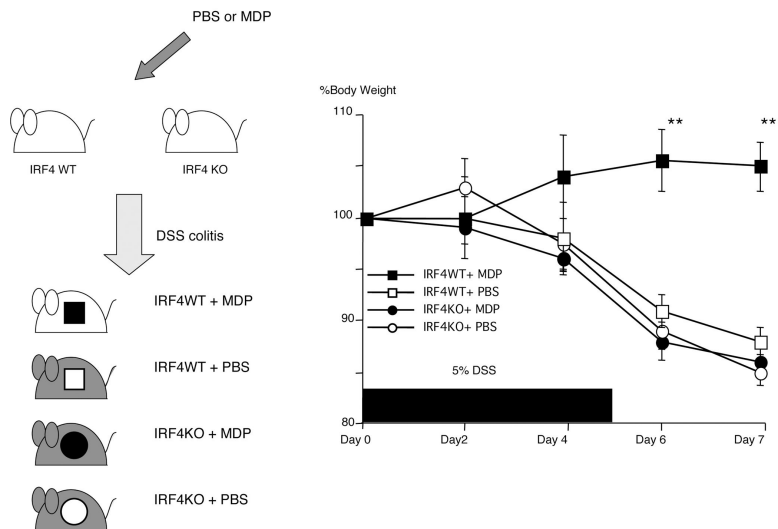 PBS or MDP
IRF4 WT
IRF4 KO
DSS colitis
IRF4WT + MDP
IRF4WT + PBS
IRF4KO + MDP
IRF4KO + PBS
%Body Weight
110
**
**
100
IRF4WT+ MDP
IRF4WT+ PBS
IRF4KO+ MDP
IRF4KO+ PBS
90
5% DSS
80
Day 0
Day2
Day 4
Day 6
Day 7